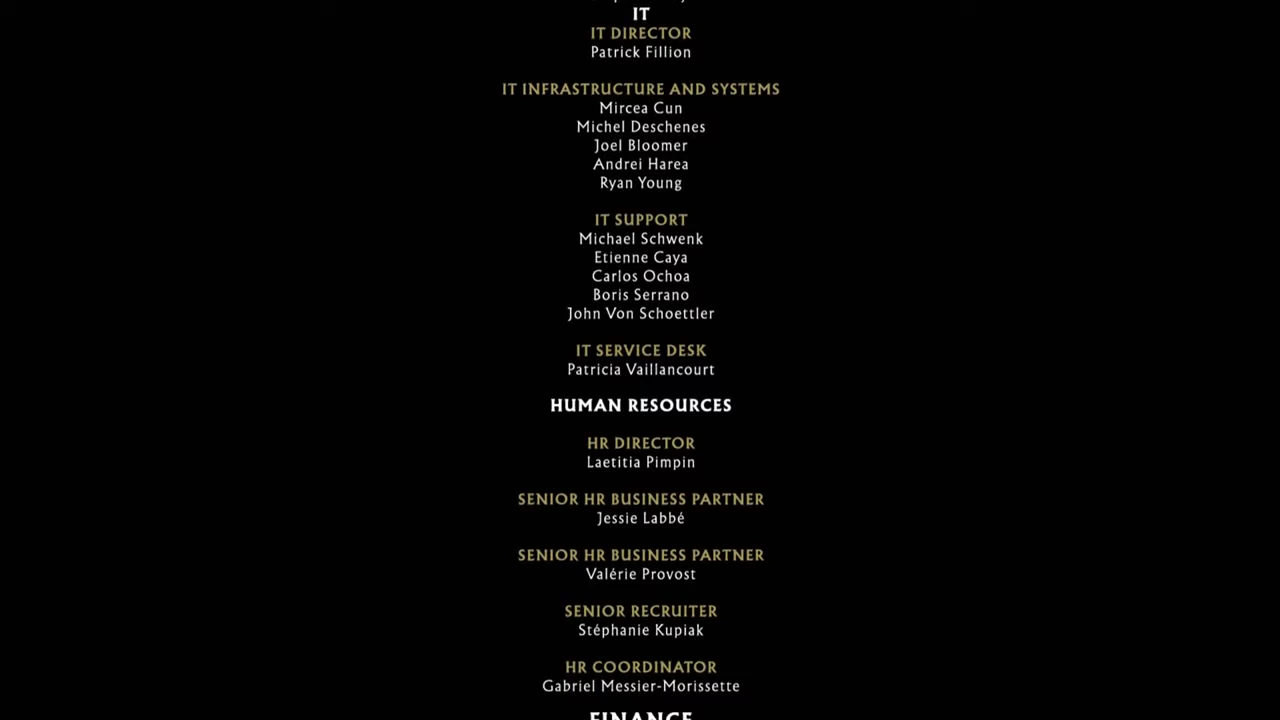 IT
IT DIRECTOR
Patrick Fillion
IT INFRASTRUCTURE AND SYSTEMS
Mircea Cun
Michel Deschenes
Joel Bloomer
Andrei Harea
Ryan Young
IT SUPPORT
Michael Schwenk
Etienne Caya
Carlos Ochoa
Boris Serrano
John Von Schoettler
IT SERVICE DESK
Patricia Vaillancourt
HUMAN RESOURCES
HR DIRECTOR
Laetitia Pimpin
SENIOR HR BUSINESS PARTNER
Jessie Labbé
SENIOR HR BUSINESS PARTNER
Valérie Provost
SENIOR RECRUITER
Stéphanie Kupiak
HR COORDINATOR
Gabriel Messier-Morissette
FINANCE